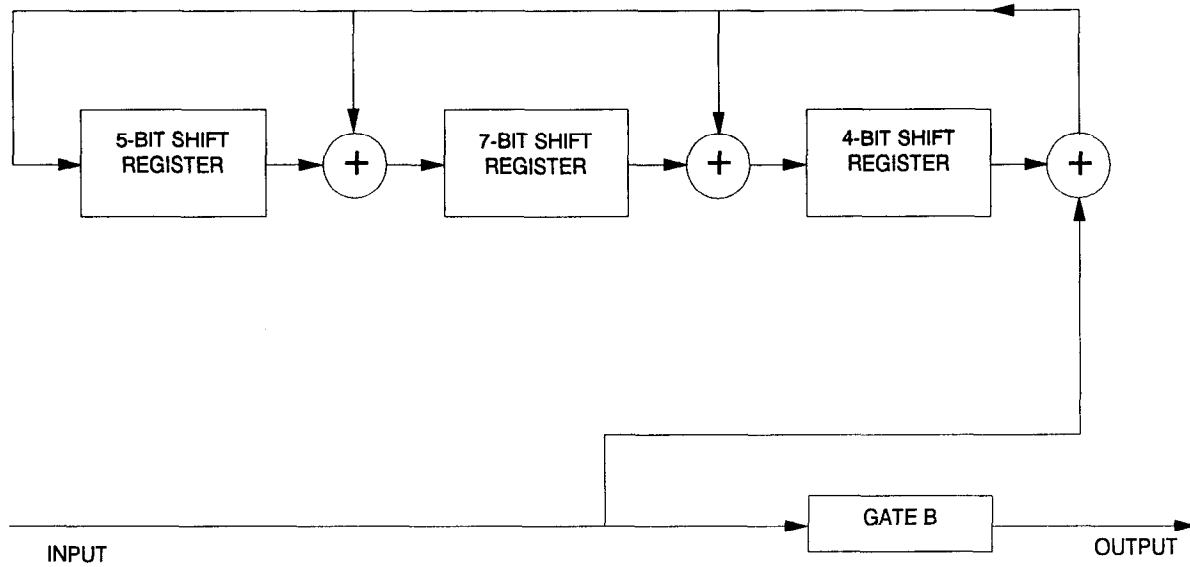 5-BIT SHIFT
REGISTER
+
7-BIT SHIFT
REGISTER
+
4-BIT SHIFT
REGISTER
+
GATE B
INPUT
OUTPUT